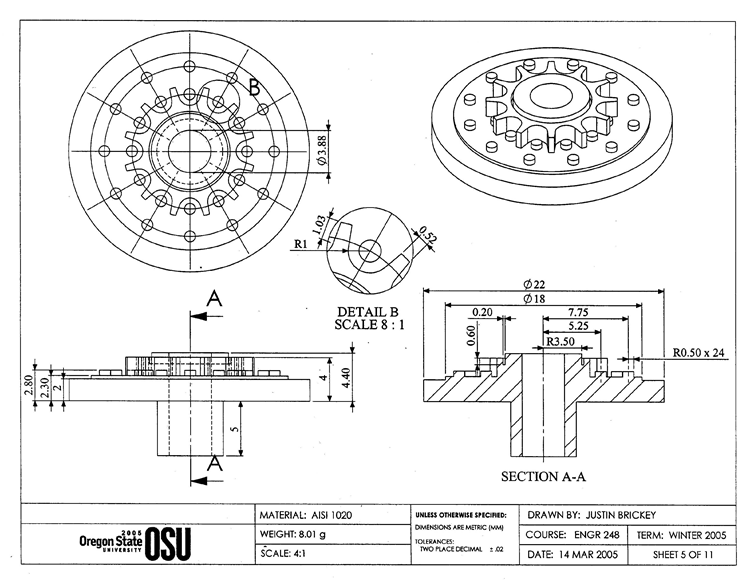 B
Ø3.88
1.03
R1
0.52
DETAIL B
SCALE 8 : 1
A
Ø22
Ø18
0.20
7.75
5.25
0.60
R3.50
R0.50 x 24
2.80
2.30
2
4
4.40
5
A
SECTION A-A
2005
Oregon State
UNIVERSITY
OSU
MATERIAL: AISI 1020
WEIGHT: 8.01 g
SCALE: 4:1
UNLESS OTHERWISE SPECIFIED:
DIMENSIONS ARE METRIC (MM)
TOLERANCES:
TWO PLACE DECIMAL ± .02
DRAWN BY: JUSTIN BRICKEY
COURSE: ENGR 248
TERM: WINTER 2005
DATE: 14 MAR 2005
SHEET 5 OF 11